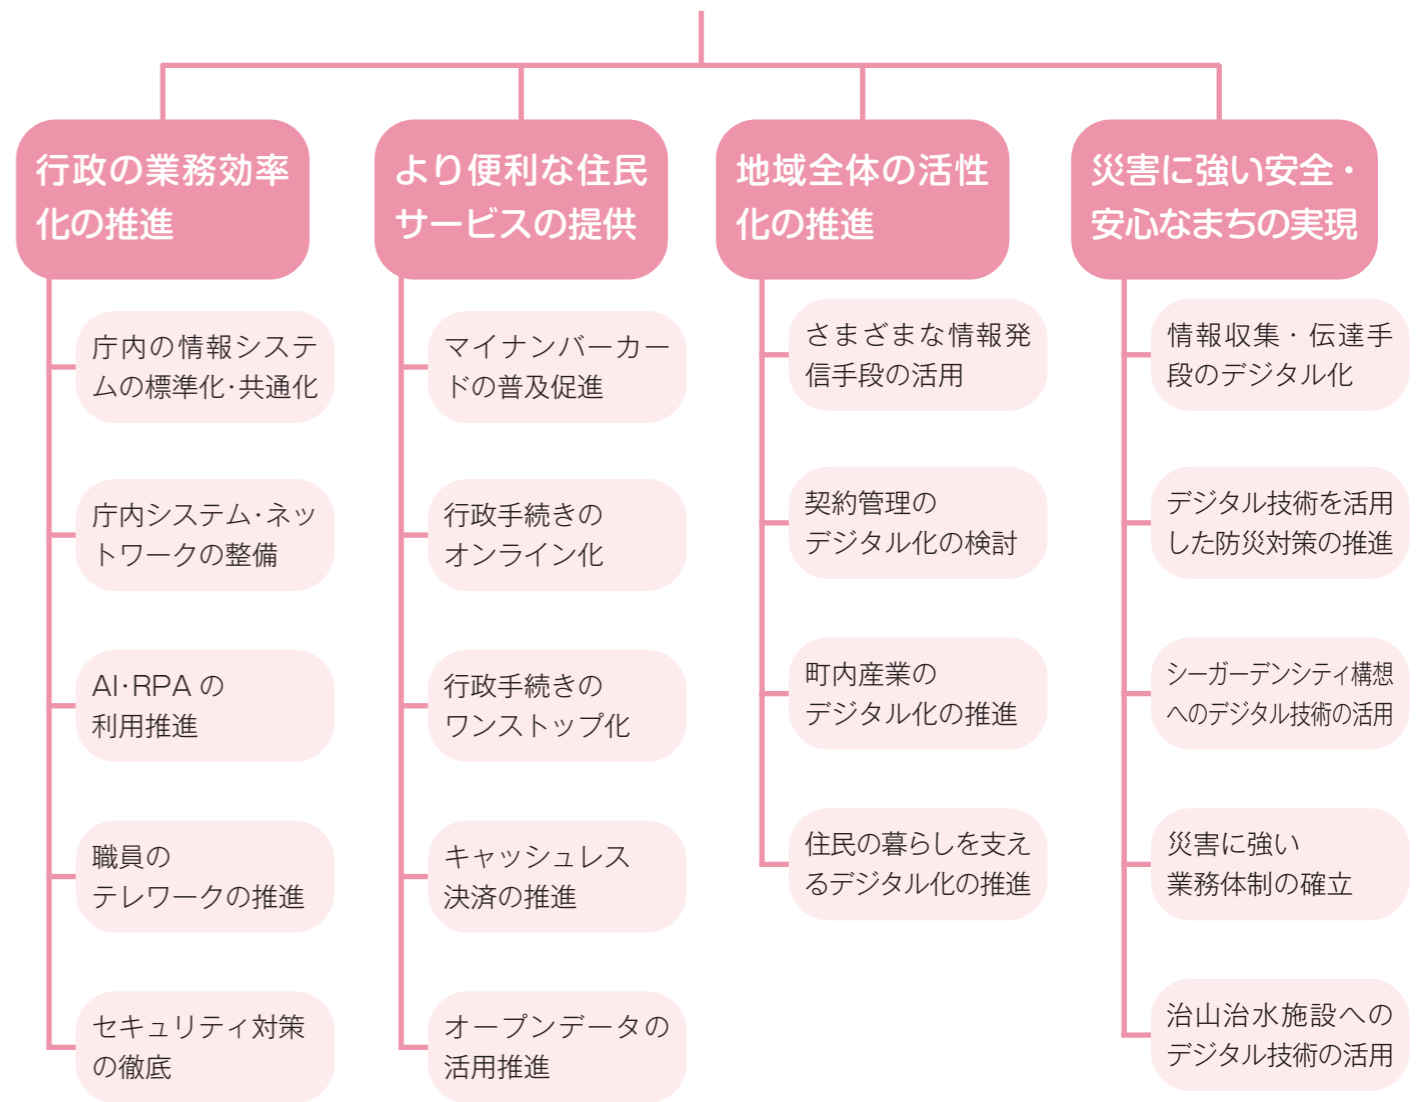 行政の業務効率
化の推進
庁内の情報システ
ムの標準化･共通化
庁内システム･ネッ
トワークの整備
AI･RPA の
利用推進
職員の
テレワークの推進
セキュリティ対策
の徹底
より便利な住民
サービスの提供
マイナンバーカー
ドの普及促進
行政手続きの
オンライン化
行政手続きの
ワンストップ化
キャッシュレス
決済の推進
オープンデータの
活用推進
地域全体の活性
化の推進
さまざまな情報発
信手段の活用
契約管理の
デジタル化の検討
町内産業の
デジタル化の推進
住民の暮らしを支え
るデジタル化の推進
災害に強い安全・
安心なまちの実現
情報収集・伝達手
段のデジタル化
デジタル技術を活用
した防災対策の推進
シーガーデンシティ構想
へのデジタル技術の活用
災害に強い
業務体制の確立
治山治水施設への
デジタル技術の活用